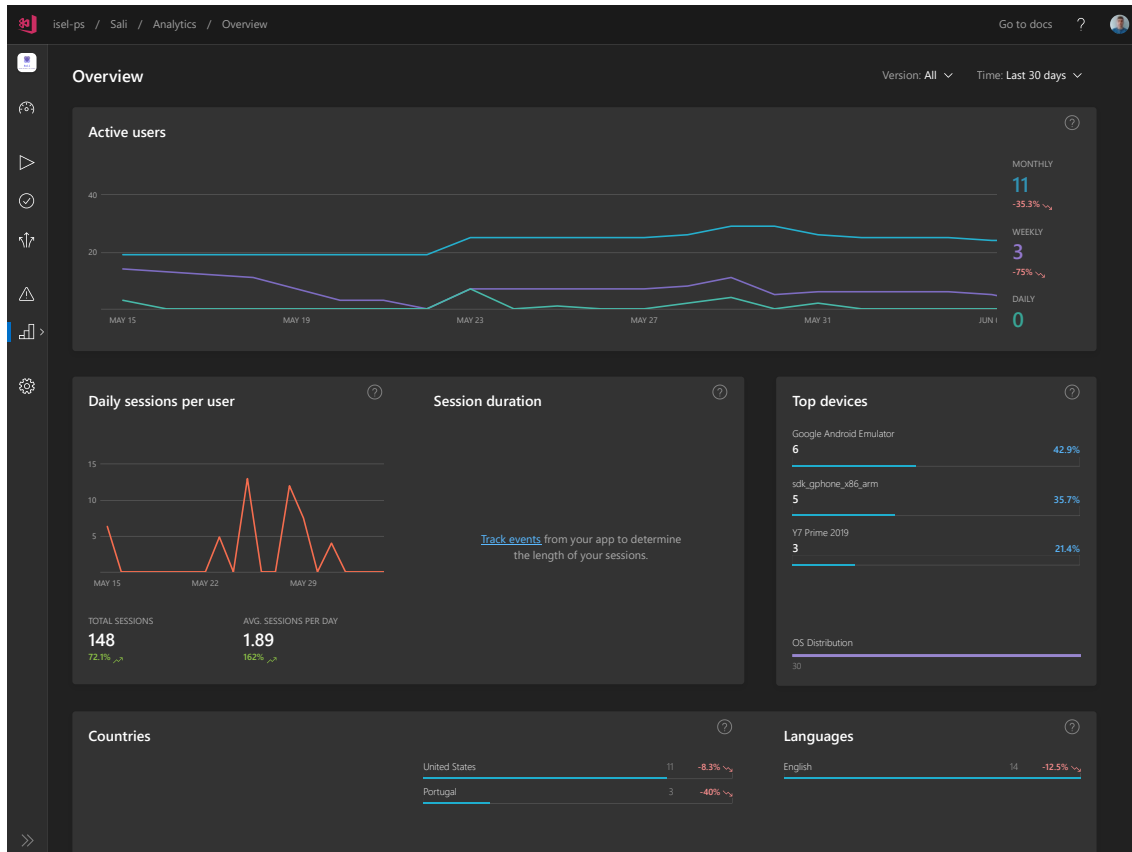 isel-ps / Sali / Analytics / Overview
Go to docs ?
Overview
Version: All
Time: Last 30 days
Active users
?
40
20
MAY 15 MAY 19 MAY 23 MAY 27 MAY 31 JUN
MONTHLY
11
-35.3%
WEEKLY
3
-75%
DAILY
0
Daily sessions per user
?
15
10
5
MAY 15 MAY 22 MAY 29
TOTAL SESSIONS
148
72.1%
AVG. SESSIONS PER DAY
1.89
162%
Session duration
?
Track events from your app to determine
the length of your sessions.
Top devices
?
Google Android Emulator
6 42.9%
sdk_gphone_x86_arm
5 35.7%
Y7 Prime 2019
3 21.4%
OS Distribution
30
Countries
?
United States 11 -8.3%
Portugal 3 -40%
Languages
?
English 14 -12.5%